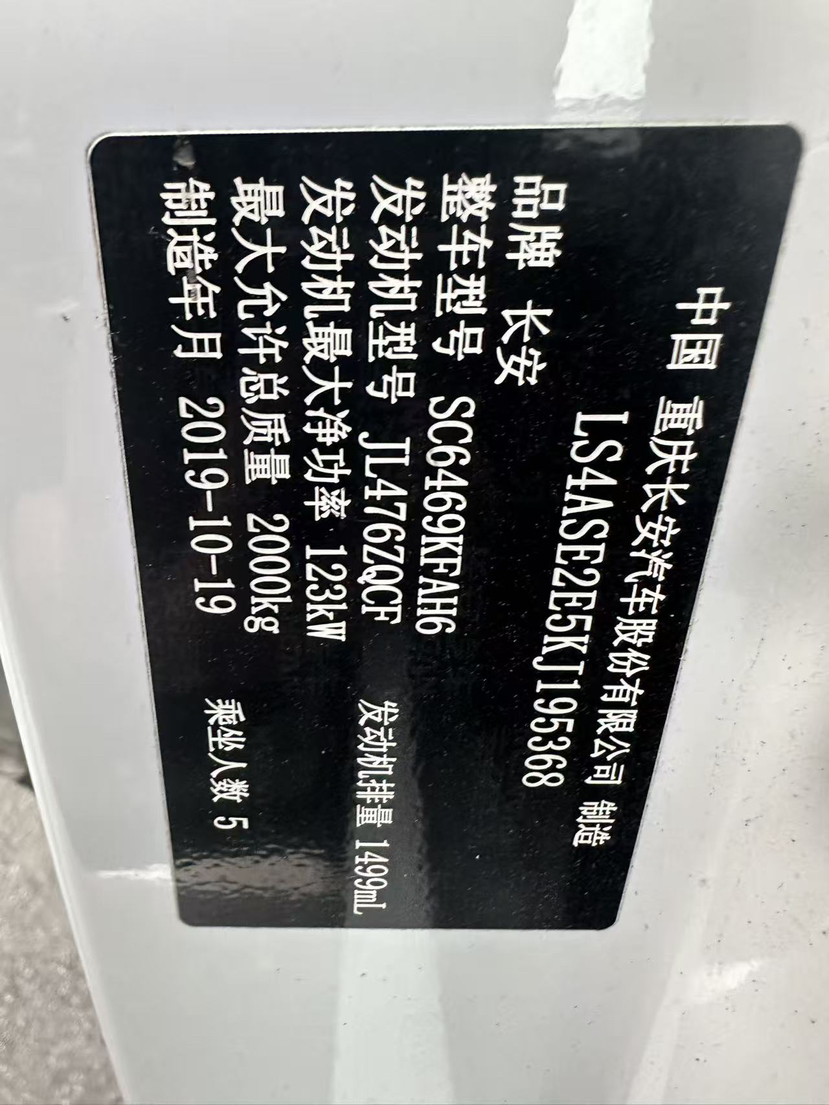 中国 重庆长安汽车股份有限公司 制造
LS4ASE2E5KJ195368
品牌 长安
整车型号 SC6469KFAH6
发动机型号 JL476ZQCF 发动机排量 1499mL
发动机最大净功率 123kW
最大允许总质量 2000kg
制造年月 2019-10-19 乘坐人数 5